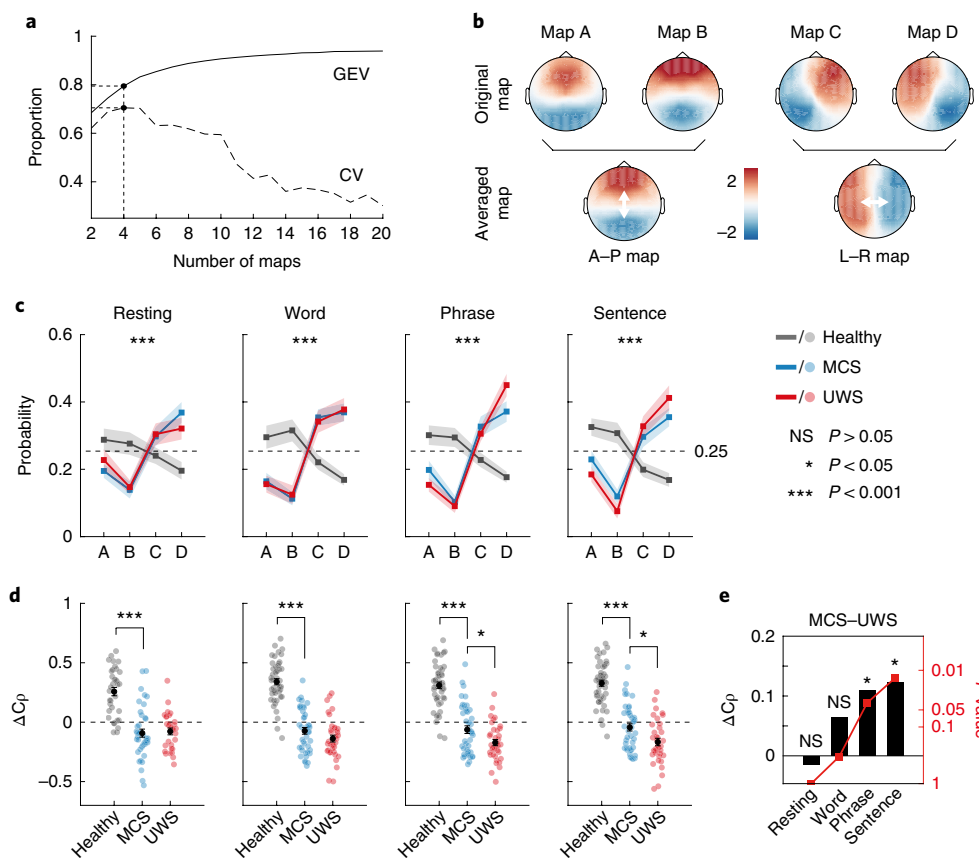 a
1
0.8
0.6
0.4
Proportion
GEV
CV
2 4 6 8 10 12 14 16 18 20
Number of maps
b
Map A Map B Map C Map D
Original map
Averaged map
2
−2
A–P map
L–R map
c
Resting Word Phrase Sentence
*** *** *** ***
0.6
0.4
0.2
0
Probability
0.25
A B C D A B C D A B C D A B C D
/ Healthy
/ MCS
/ UWS
NS P > 0.05
* P < 0.05
*** P < 0.001
d
1
0.5
0
−0.5
ΔCρ
*** *** *** * *** *
Healthy MCS UWS Healthy MCS UWS Healthy MCS UWS Healthy MCS UWS
e
MCS–UWS
0.2
0.1
0
ΔCρ
NS NS * *
0.01
0.05
0.1
1
Resting Word Phrase Sentence